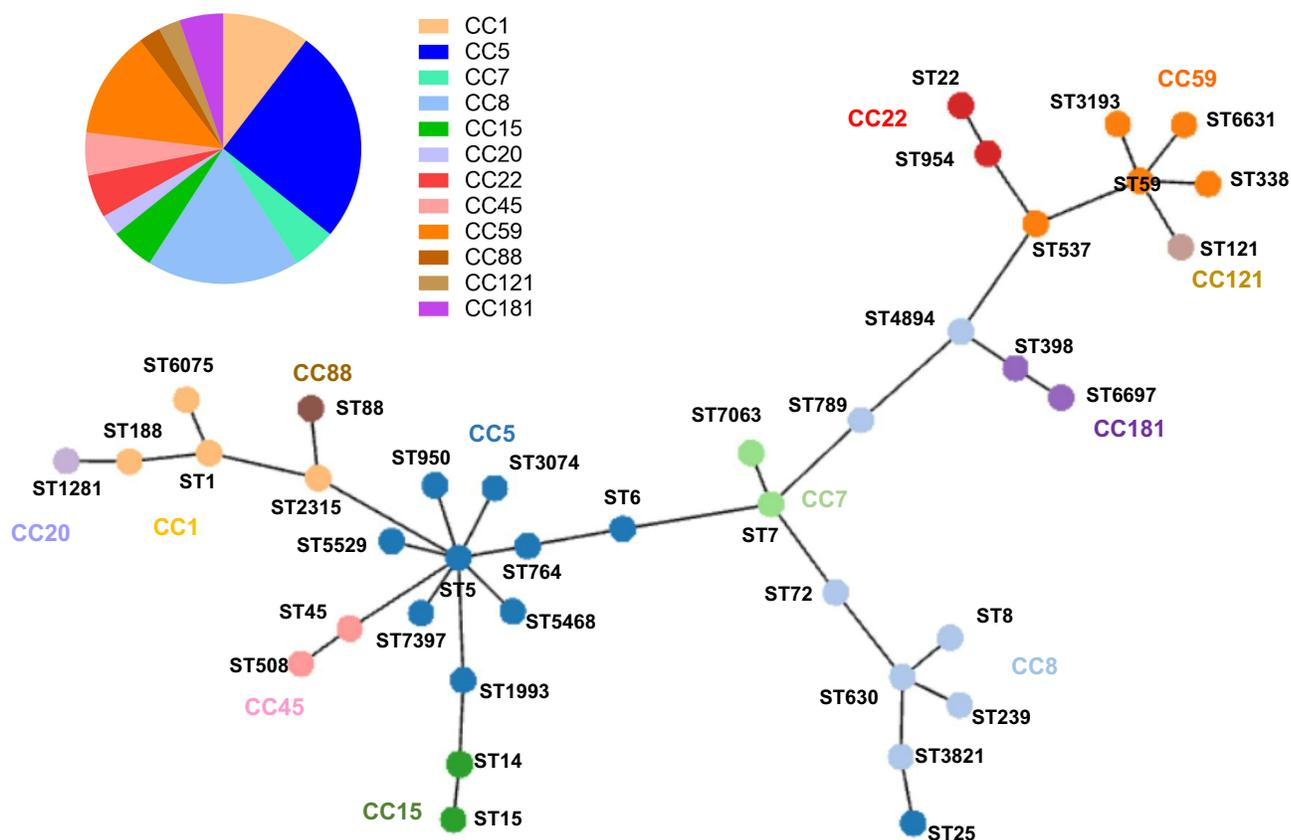 CC1
CC5
CC7
CC8
CC15
CC20
CC22
CC45
CC59
CC88
CC121
CC181
ST22
CC59
ST3193
CC22
ST6631
ST954
ST59
ST338
ST537
ST121
CC121
ST4894
ST398
ST6075
CC88
ST6697
ST88
ST789
ST7063
CC181
ST188
CC5
ST950
ST3074
ST1281
ST1
ST2315
ST6
CC7
CC20
CC1
ST5529
ST7
ST764
ST5
ST72
ST45
ST7397
ST5468
ST8
ST508
CC8
CC45
ST1993
ST630
ST239
ST14
ST3821
CC15
ST15
ST25